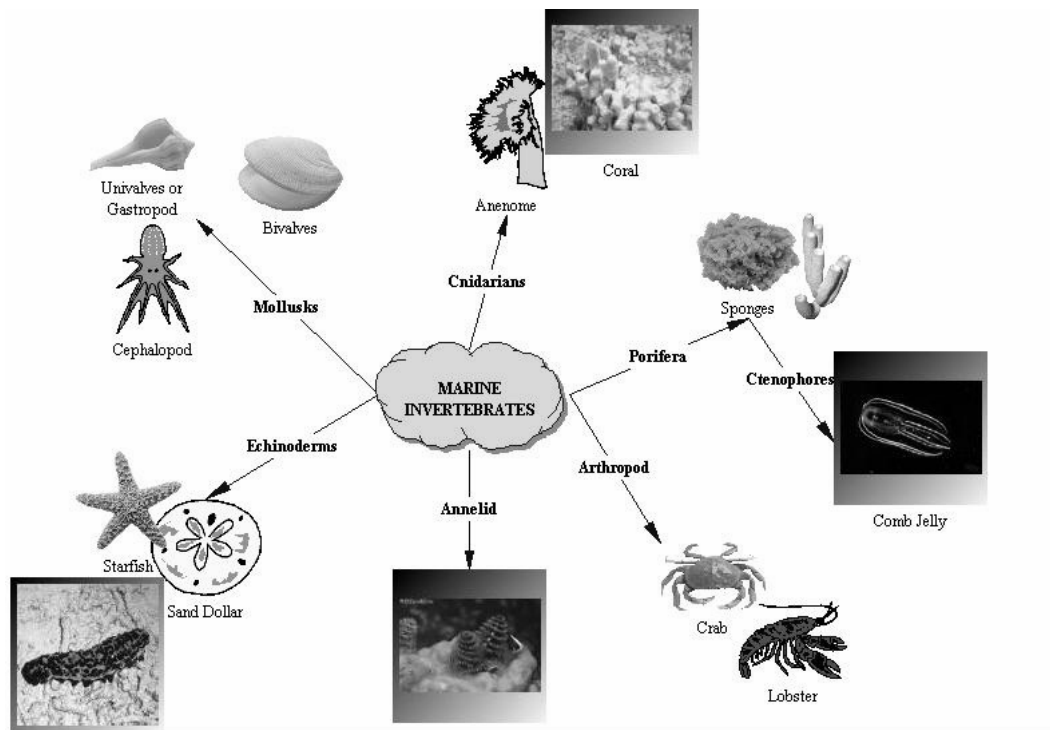 Coral
Anenome
Univalves or
Gastropod
Bivalves
Cnidarians
Sponges
Mollusks
Cephalopod
Porifera
Ctenophores
MARINE
INVERTEBRATES
Echinoderms
Arthropod
Annelid
Comb Jelly
Starfish
Sand Dollar
Crab
Lobster